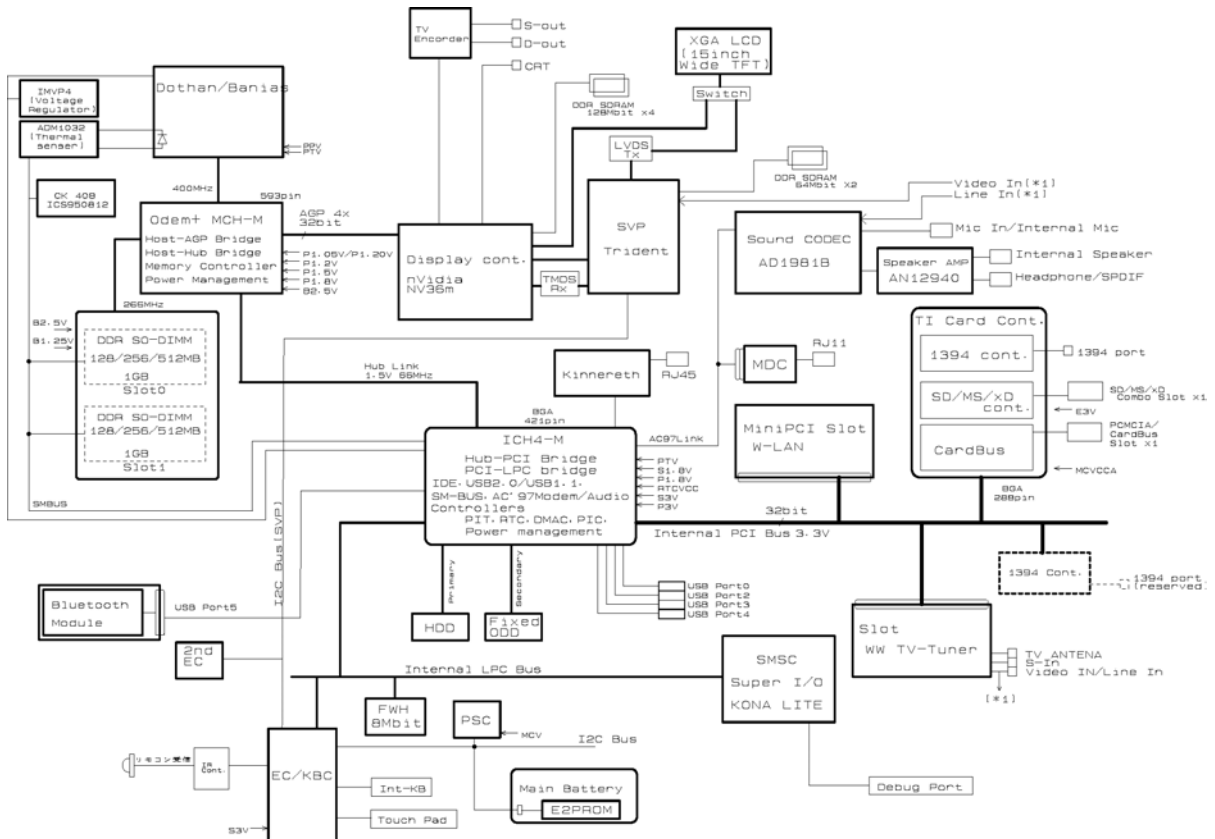 TV
Encorder
S-out
D-out
CRT
XGA LCD
(15inch
Wide TFT)
Switch
IMVP4
(Voltage
Regulator)
ADM1032
(Thermal
senser)
Dothan/Banias
PPV
PTV
DDR SDRAM
128Mbit x4
LVDS
Tx
DDR SDRAM
64Mbit X2
CK 408
ICS950812
400MHz
593pin
Odem+ MCH-M
Host-AGP Bridge
Host-Hub Bridge
Memory Controller
Power Management
AGP 4x
32bit
P1.05V/P1.20V
P1.2V
P1.5V
P1.8V
B2.5V
266MHz
Display cont.
nVidia
NV36m
TMDS
Rx
SVP
Trident
Video In(*1)
Line In(*1)
Mic In/Internal Mic
Sound CODEC
AD1981B
Speaker AMP
AN12940
Internal Speaker
Headphone/SPDIF
B2.5V
B1.25V
DDR SO-DIMM
128/256/512MB
1GB
Slot0
DDR SO-DIMM
128/256/512MB
1GB
Slot1
SMBUS
Hub Link
1.5V 66MHz
Kinnereth
RJ45
MDC
RJ11
TI Card Cont.
1394 cont.
1394 port
SD/MS/xD
cont.
SD/MS/xD
Combo Slot x1
E3V
CardBus
PCMCIA/
CardBus
Slot x1
MCVCCA
BGA
288pin
BGA
421pin
AC97Link
ICH4-M
Hub-PCI Bridge
PCI-LPC bridge
IDE, USB2.0/USB1.1,
SM-BUS, AC'97Modem/Audio
Controllers
PIT, RTC, DMAC, PIC,
Power management
PTV
S1.8V
P1.8V
RTCVCC
S3V
P3V
MiniPCI Slot
W-LAN
32bit
Internal PCI Bus 3.3V
1394 Cont.
1394 port
(reserved)
I2C Bus(SVP)
Primary
Secondary
HDD
Fixed
ODD
USB Port0
USB Port2
USB Port3
USB Port4
Bluetooth
Module
USB Port5
2nd
EC
Slot
WW TV-Tuner
TV_ANTENA
S-In
Video IN/Line In
(*1)
Internal LPC Bus
SMSC
Super I/O
KONA LITE
FWH
8Mbit
PSC
MCV
I2C Bus
リモコン受信
IR
Cont.
EC/KBC
S3V
Int-KB
Touch Pad
Main Battery
E2PROM
Debug Port